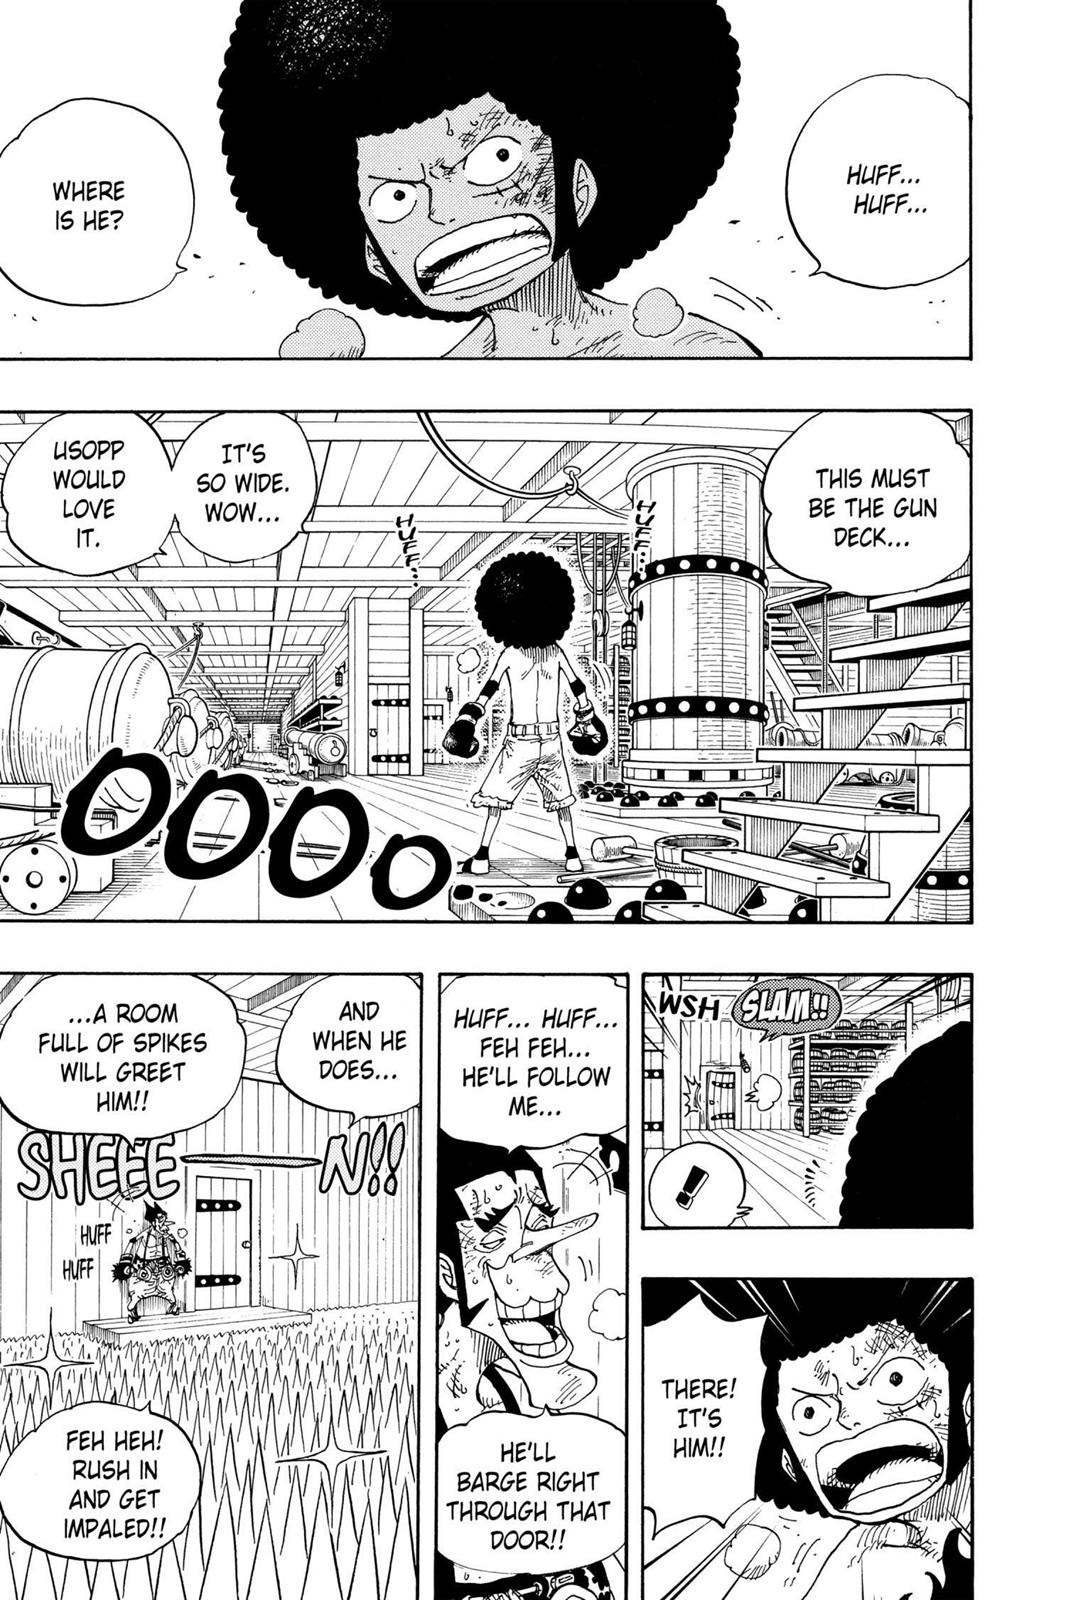 HUFF...
HUFF...
WHERE
IS HE?
THIS MUST
BE THE GUN
DECK...
HUFF...
HUFF...
IT'S
SO WIDE.
WOW...
USOPP
WOULD
LOVE
IT.
OOOO
WSH
SLAM!!
!
THERE!
IT'S
HIM!!
HUFF... HUFF...
FEH FEH...
HE'LL FOLLOW
ME...
HE'LL
BARGE RIGHT
THROUGH THAT
DOOR!!
AND
WHEN HE
DOES...
...A ROOM
FULL OF SPIKES
WILL GREET
HIM!!
SHEEE—N!!
HUFF
HUFF
FEH HEH!
RUSH IN
AND GET
IMPALED!!